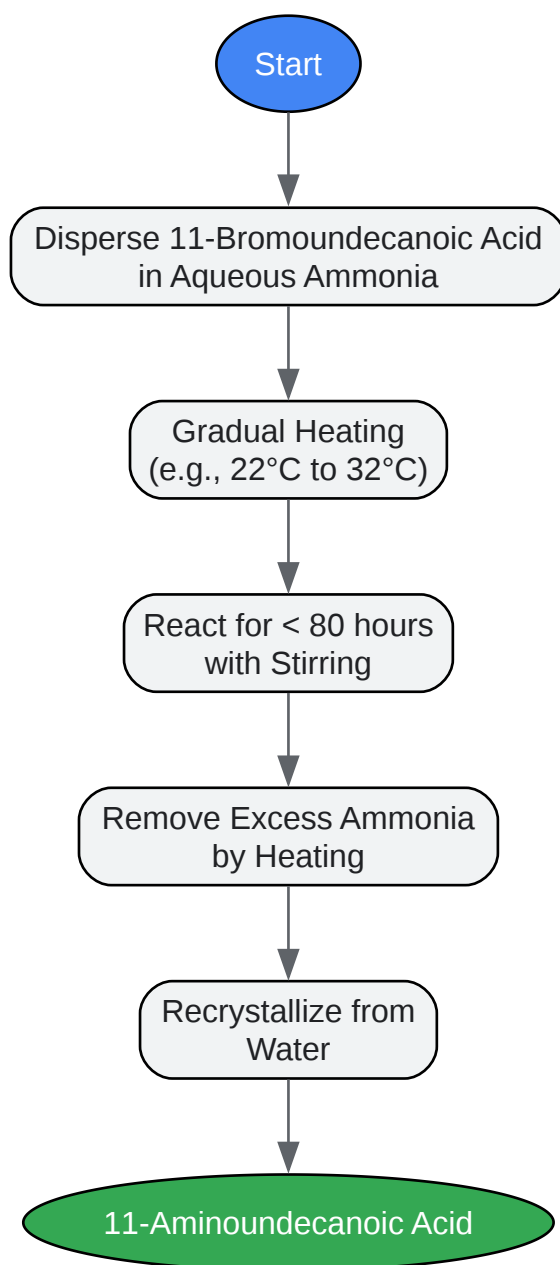 Start
Disperse 11-Bromoundecanoic Acid
in Aqueous Ammonia
Gradual Heating
(e.g., 22°C to 32°C)
React for < 80 hours
with Stirring
Remove Excess Ammonia
by Heating
Recrystallize from
Water
11-Aminoundecanoic Acid